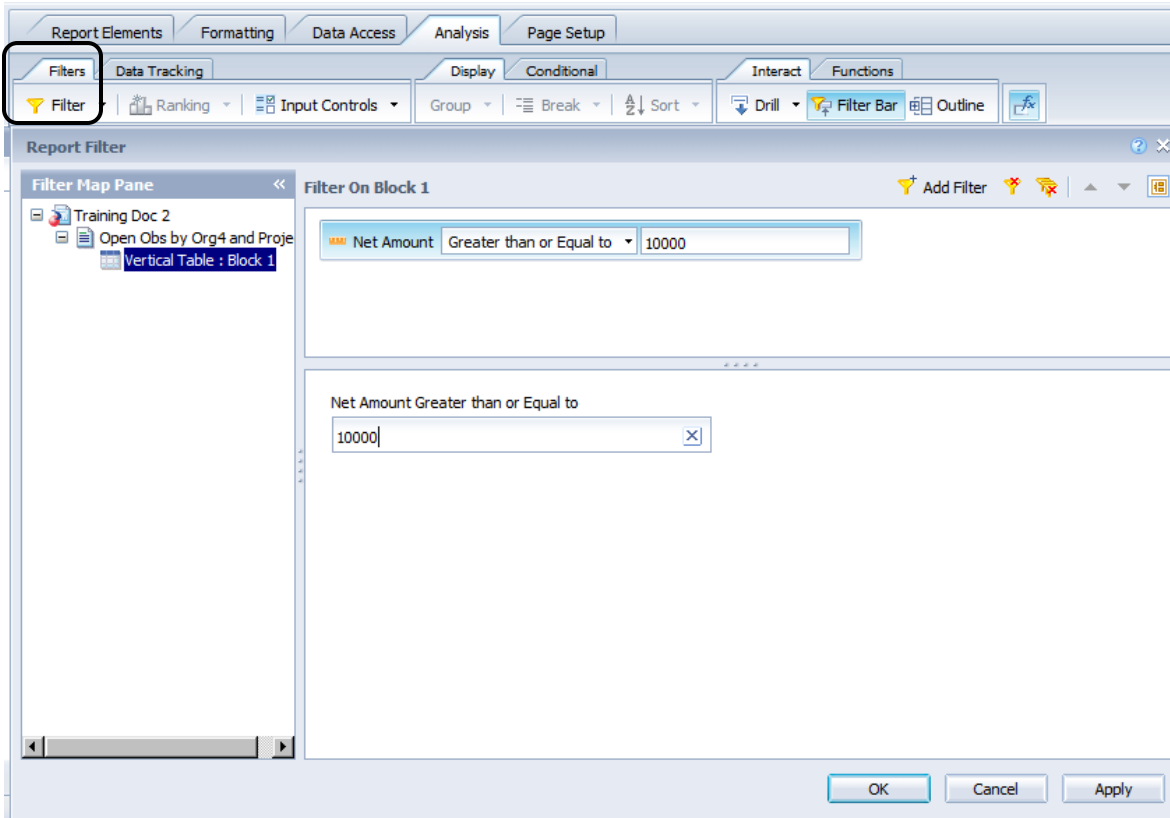 Report Elements Formatting Data Access Analysis Page Setup
Filters Data Tracking Display Conditional Interact Functions
Filter Ranking Input Controls Group Break Sort Drill Filter Bar Outline
Report Filter
Filter Map Pane
Filter On Block 1 Add Filter
Training Doc 2
Open Obs by Org4 and Proje
Vertical Table : Block 1
Net Amount Greater than or Equal to 10000
Net Amount Greater than or Equal to
10000
OK Cancel Apply